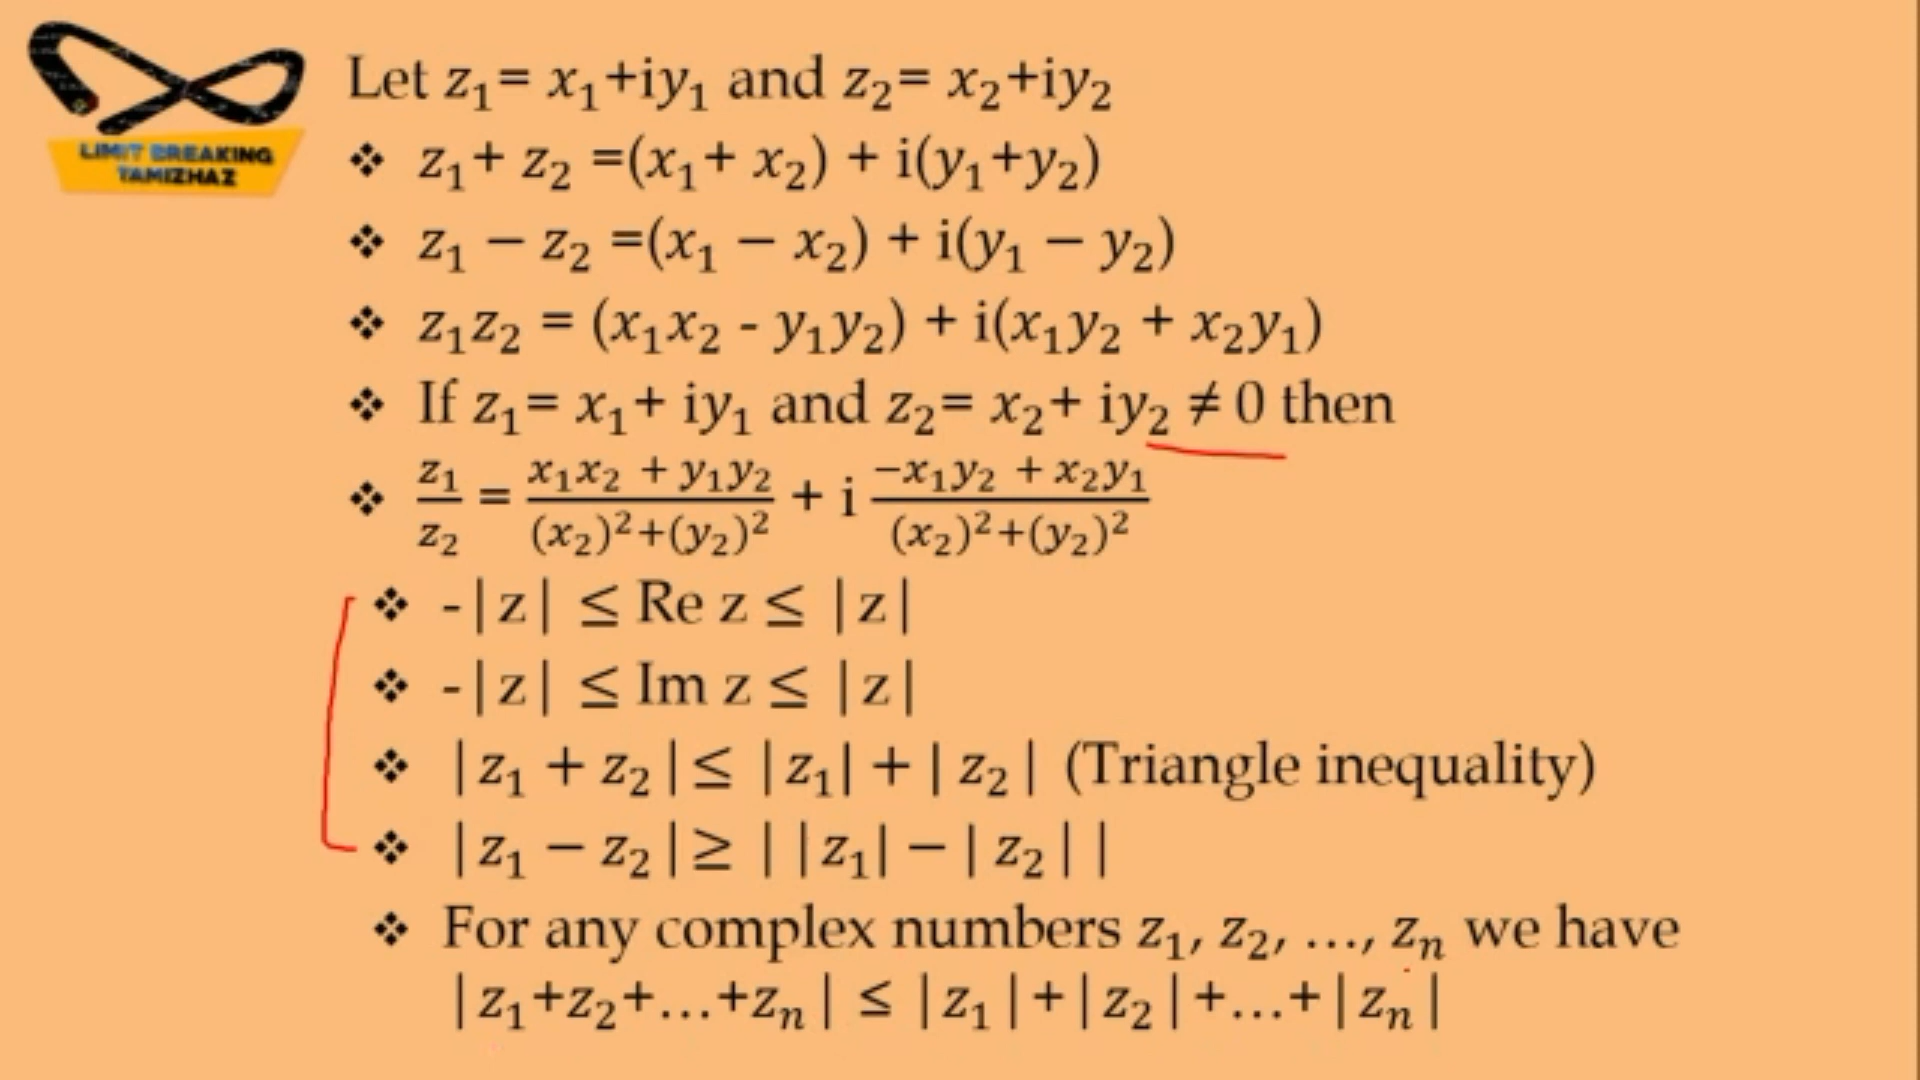 LIMIT BREAKING
TAMIZHAZ
Let z₁= x₁+iy₁ and z₂= x₂+iy₂
❖ z₁+ z₂ =(x₁+ x₂) + i(y₁+y₂)
❖ z₁ − z₂ =(x₁ − x₂) + i(y₁ − y₂)
❖ z₁z₂ = (x₁x₂ - y₁y₂) + i(x₁y₂ + x₂y₁)
❖ If z₁= x₁+ iy₁ and z₂= x₂+ iy₂ ≠ 0 then
❖ z₁/z₂ = (x₁x₂ + y₁y₂)/((x₂)²+(y₂)²) + i (−x₁y₂ + x₂y₁)/((x₂)²+(y₂)²)
❖ -|z| ≤ Re z ≤ |z|
❖ -|z| ≤ Im z ≤ |z|
❖ |z₁ + z₂|≤ |z₁|+| z₂| (Triangle inequality)
❖ |z₁ − z₂|≥ | |z₁|−| z₂| |
❖ For any complex numbers z₁, z₂, …, zₙ we have
|z₁+z₂+…+zₙ| ≤ |z₁|+|z₂|+…+|zₙ|